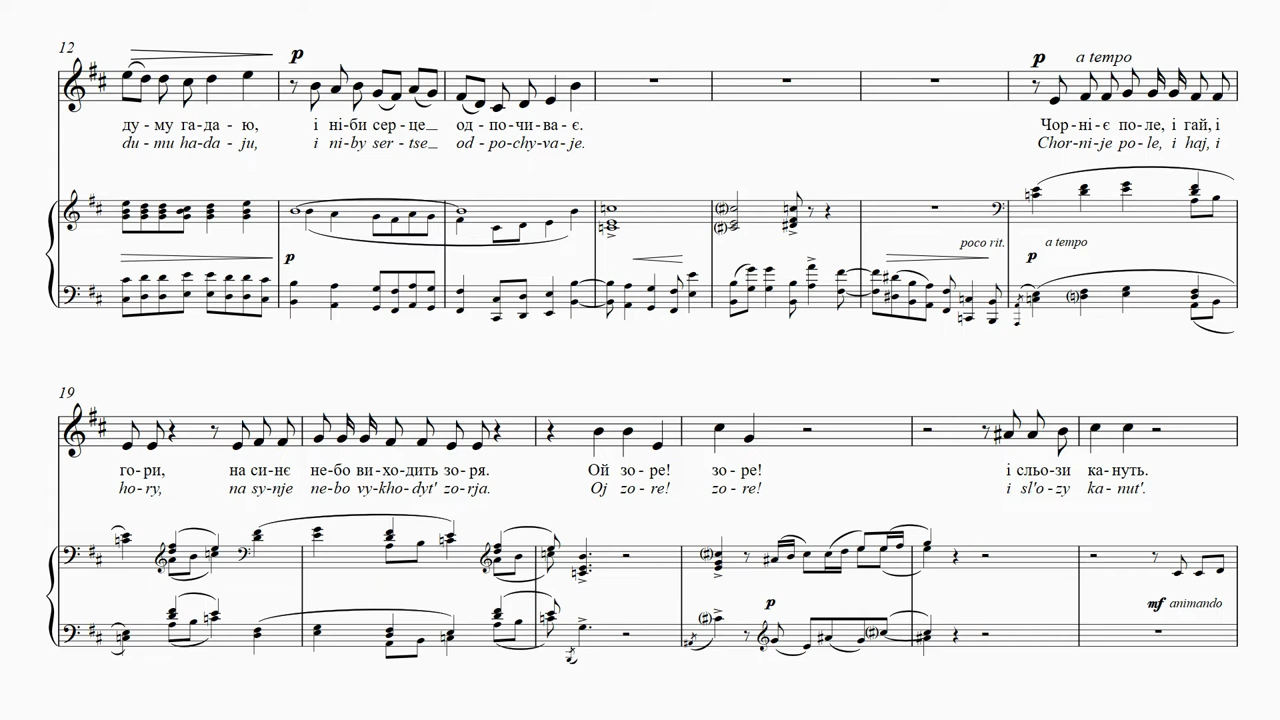 12
p
p a tempo
ду - му га - да - ю, і ні - би сер - це_ од - по - чи - ва - є. Чор - ні - є по - ле, і гай, і
du - mu ha - da - ju, i ni - by ser - tse_ od - po - chy - va - je. Chor - ni - je po - le, i haj, i
p poco rit. p a tempo
19
го - ри, на си - нє не - бо ви - хо - дить зо - ря. Ой зо - ре! зо - ре! і сльо - зи ка - нуть.
ho - ry, na sy - nje ne - bo vy - kho - dyt' zo - rja. Oj zo - re! zo - re! i sl'o - zy ka - nut'.
p mf animando